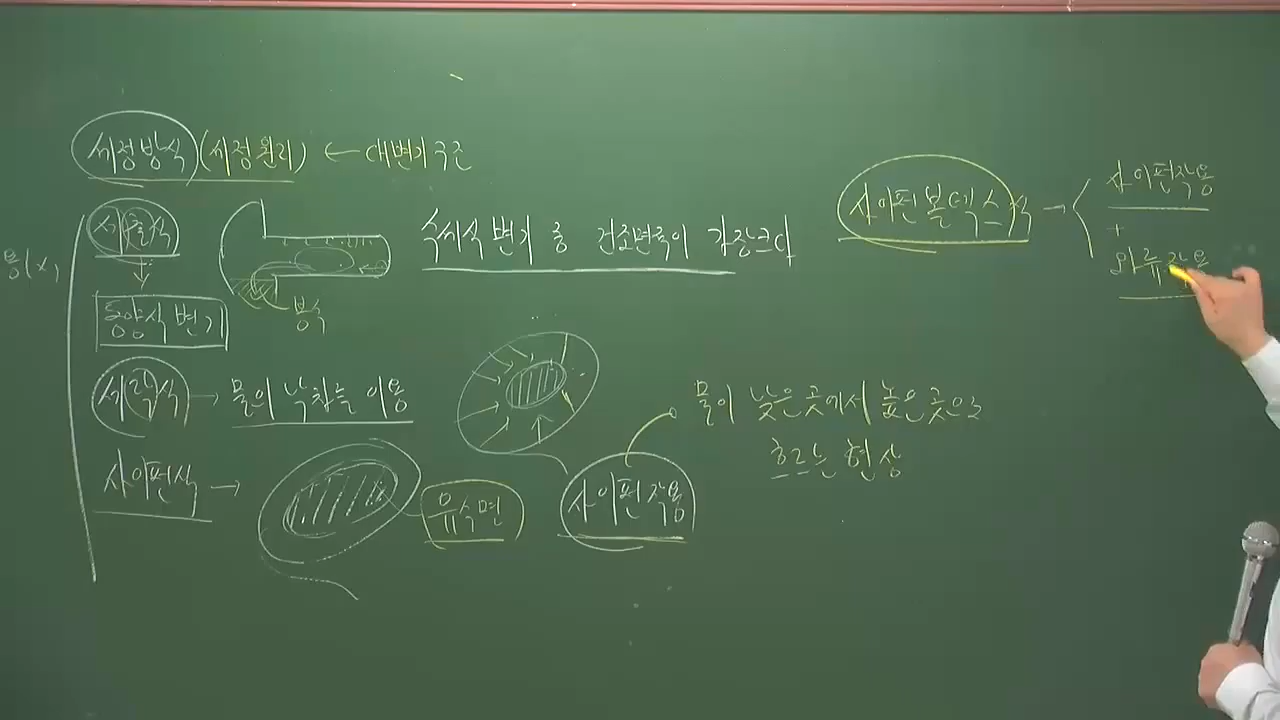 세정방식 (세정원리) ← 대변기 구조
세출식
봉(x)
동양식 변기
봉수
수세식 변기 중 건조면적이 가장크다
세락식 → 물의 낙차를 이용
사이펀식 →
유수면
사이펀작용
물이 낮은 곳에서 높은 곳으로
흐르는 현상
사이펀 볼텍스식 →
사이펀작용
+
와류작용